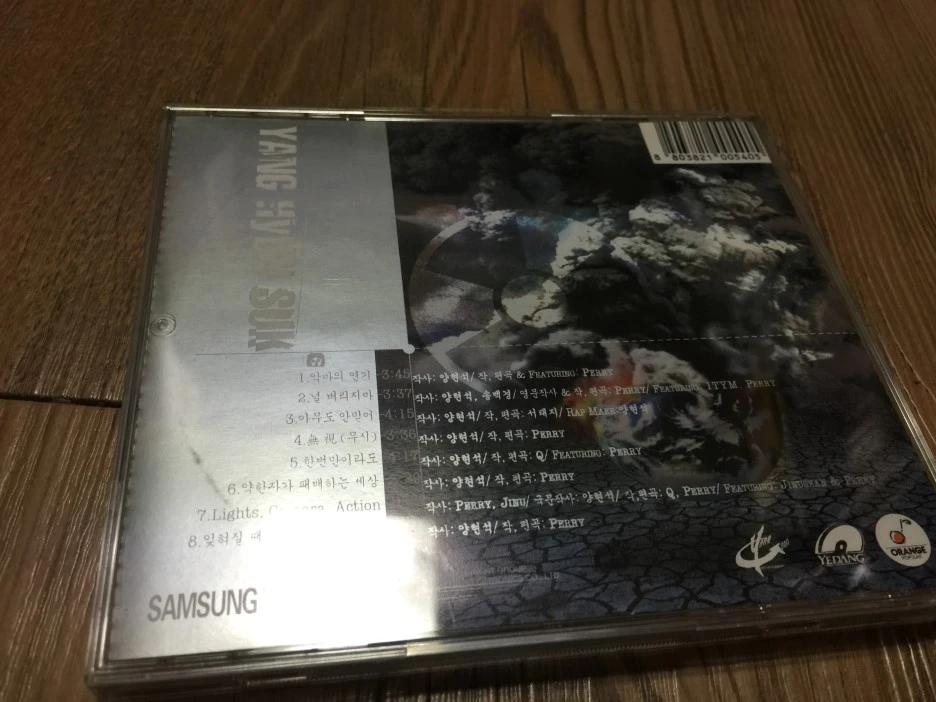 YANG HYUN SUK
8 803821 005405
1.악마의 연기 -3:45 작사: 양현석/ 작, 편곡 & FEATURING: PERRY
2.널 버리지마 -3:37 작사: 양현석, 송백경/ 영문작사 & 작, 편곡: PERRY/ FEATURING 1TYM, PERRY
3.아무도 안믿어 -4:15 작사: 양현석/ 작, 편곡: 서태지/ RAP MAKE 양현석
4.無視(무시) -3:36 작사: 양현석/ 작, 편곡: PERRY
5.한번만이라도 작사: 양현석/ 작, 편곡: Q/ FEATURING: PERRY
6.악한자가 패배하는 세상 작사: 양현석/ 작, 편곡: PERRY
7.Lights, Camera, Action 작사: PERRY, JINU/ 국문작사: 양현석/ 작,편곡: Q, PERRY/ FEATURING: JINUSEAN & PERRY
8.잊혀질 때 작사: 양현석/ 작, 편곡: PERRY
YEDANG
ORANGE
SAMSUNG